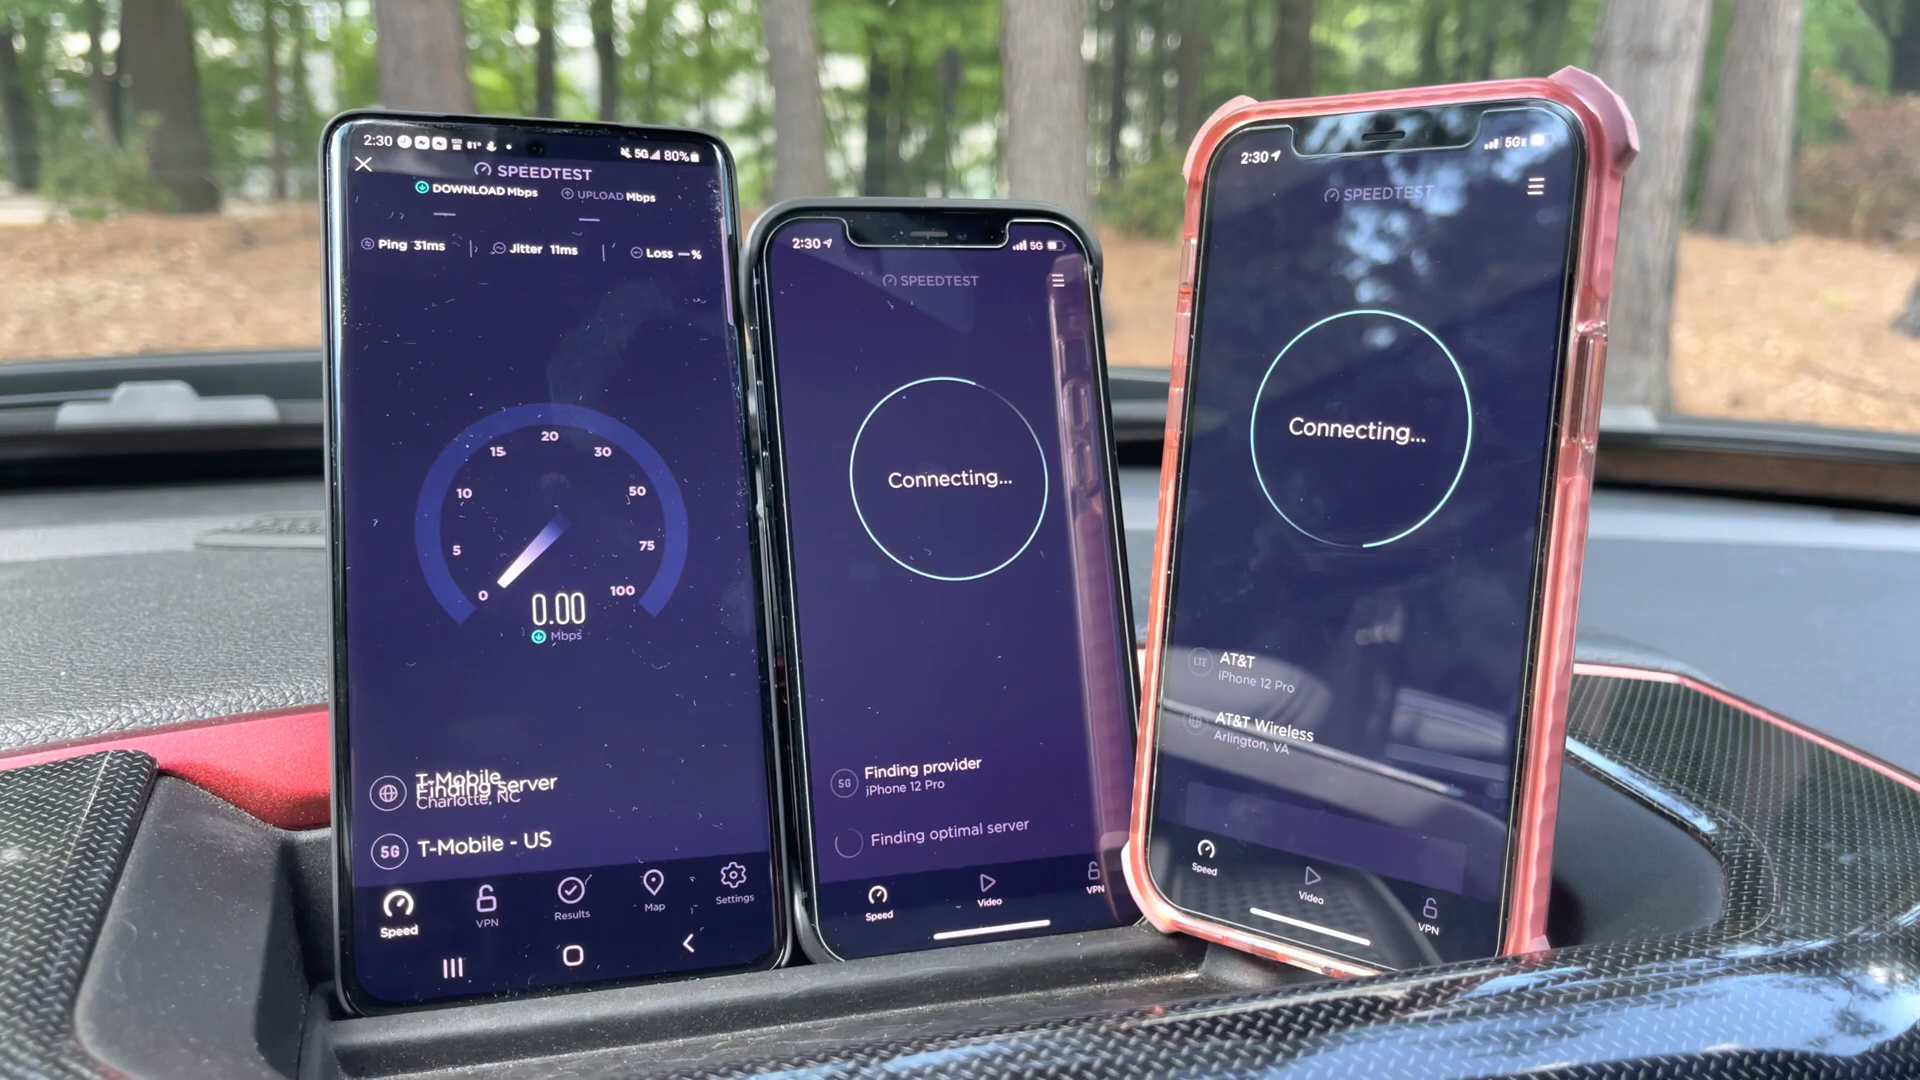 2:30 81° 5G 80%
SPEEDTEST
DOWNLOAD Mbps UPLOAD Mbps
Ping 31ms Jitter 11ms Loss —%
20
15 30
10 50
5 75
0 100
0.00
Mbps
T-Mobile
Finding server
Charlotte, NC
5G T-Mobile - US
Speed VPN Results Map Settings
2:30 5G
SPEEDTEST
Connecting...
5G Finding provider
iPhone 12 Pro
Finding optimal server
Speed Video VPN
2:30 5GE
SPEEDTEST
Connecting...
LTE AT&T
iPhone 12 Pro
AT&T Wireless
Arlington, VA
Speed Video VPN